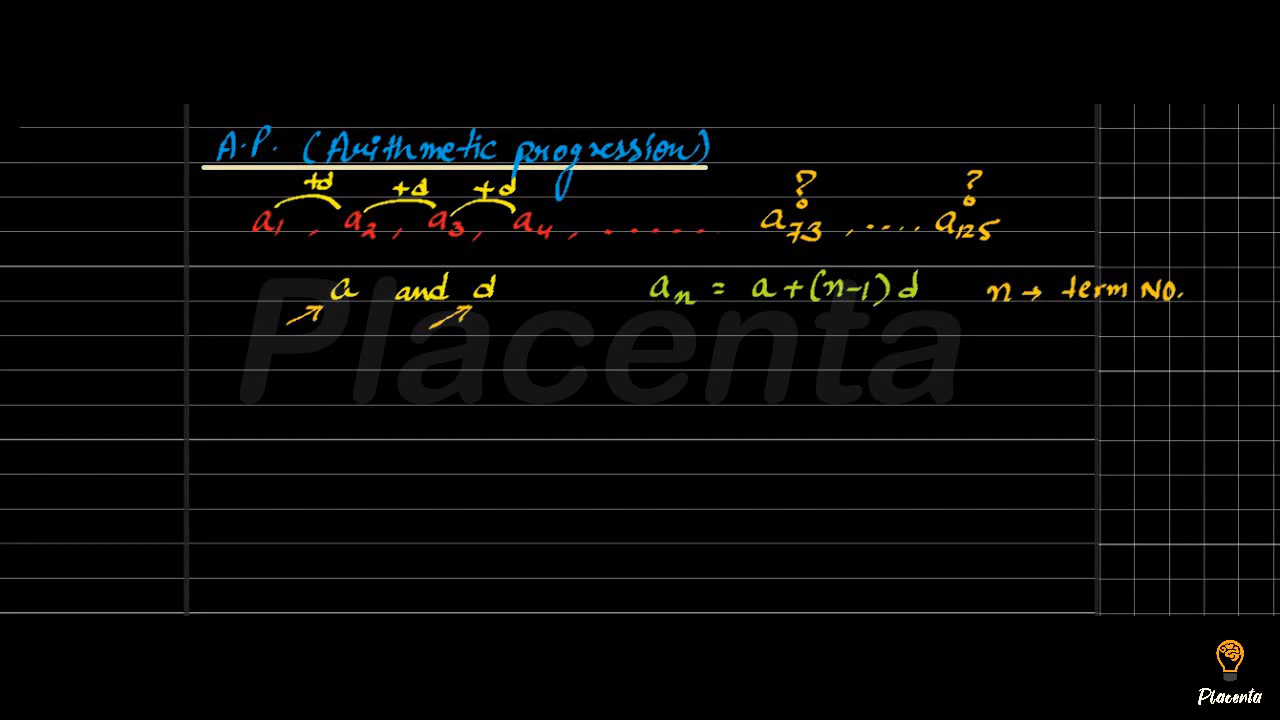 A.P. (Arithmetic progression)
+d +d +d ? ?
a1 , a2 , a3 , a4 , ....... a73 , ..... a125
a and d an = a + (n-1) d n → term NO.
Placenta
Placenta